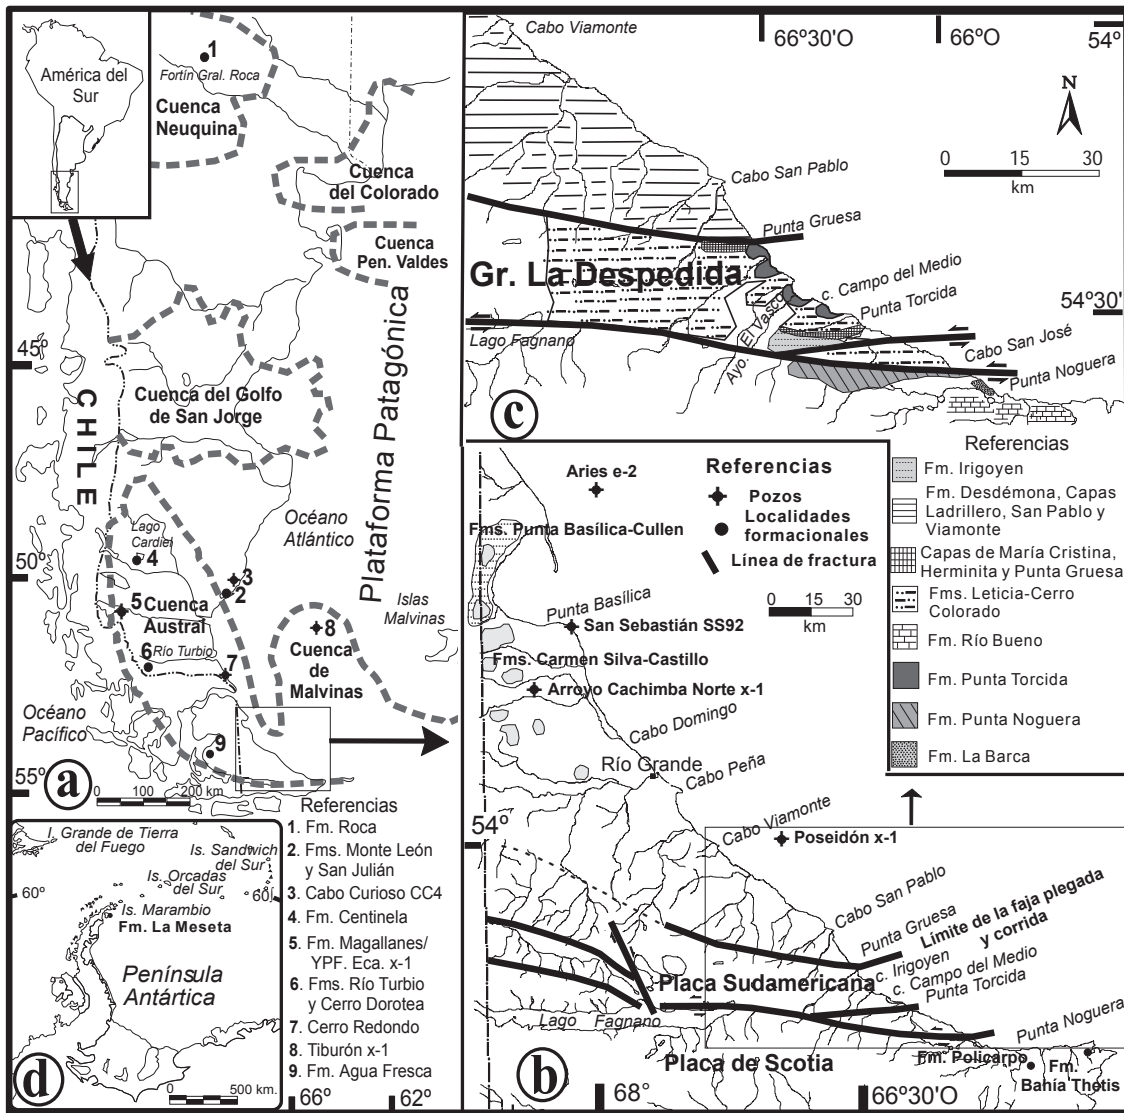 América del
Sur
1
Fortín Gral. Roca
Cuenca
Neuquina
Cuenca
del Colorado
Cuenca
Pen. Valdes
Plataforma Patagónica
45º
CHILE
Cuenca del Golfo
de San Jorge
Océano
Atlántico
Lago
Cardiel
4
50º
3
2
5
Cuenca
Austral
Islas
Malvinas
8
Cuenca
de
Malvinas
6
Río Turbio
7
Océano
Pacífico
9
55º
a
0 100 200 km
66º
62º
Referencias
1. Fm. Roca
2. Fms. Monte León
y San Julián
3 Cabo Curioso CC4
4 Fm. Centinela
5 Fm. Magallanes/
YPF. Eca. x-1
6 Fms. Río Turbio
y Cerro Dorotea
7 Cerro Redondo
8 Tiburón x-1
9 Fm. Agua Fresca
I. Grande de Tierra
del Fuego
Is. Sandwich
del Sur
Is. Orcadas
del Sur
60º
60º
Is. Marambio
Fm. La Meseta
Península
Antártica
d
0 500 km.
Cabo Viamonte
66º30'O
66ºO
54º
N
0 15 30
km
Cabo San Pablo
Punta Gruesa
Gr. La Despedida
c. Campo del Medio
Punta Torcida
54º30'
Ayo El Vasco
Lago Fagnano
Cabo San José
Punta Noguera
c
Referencias
Fm. Irigoyen
Fm. Desdémona, Capas
Ladrillero, San Pablo y
Viamonte
Capas de María Cristina,
Herminita y Punta Gruesa
Fms. Leticia-Cerro
Colorado
Fm. Río Bueno
Fm. Punta Torcida
Fm. Punta Noguera
Fm. La Barca
Aries e-2
Referencias
Pozos
Localidades
formacionales
Línea de fractura
0 15 30
km
Fms. Punta Basílica-Cullen
Punta Basílica
San Sebastián SS92
Fms. Carmen Silva-Castillo
Arroyo Cachimba Norte x-1
Cabo Domingo
Río Grande
Cabo Peña
54º
Cabo Viamonte
Poseidón x-1
Cabo San Pablo
Punta Gruesa
Límite de la faja plegada
y corrida
c. Irigoyen
c. Campo del Medio
Punta Torcida
Placa Sudamericana
Lago Fagnano
Punta Noguera
Placa de Scotia
Fm. Policarpo
Fm.
Bahía Thetis
b
68°
66º30'O